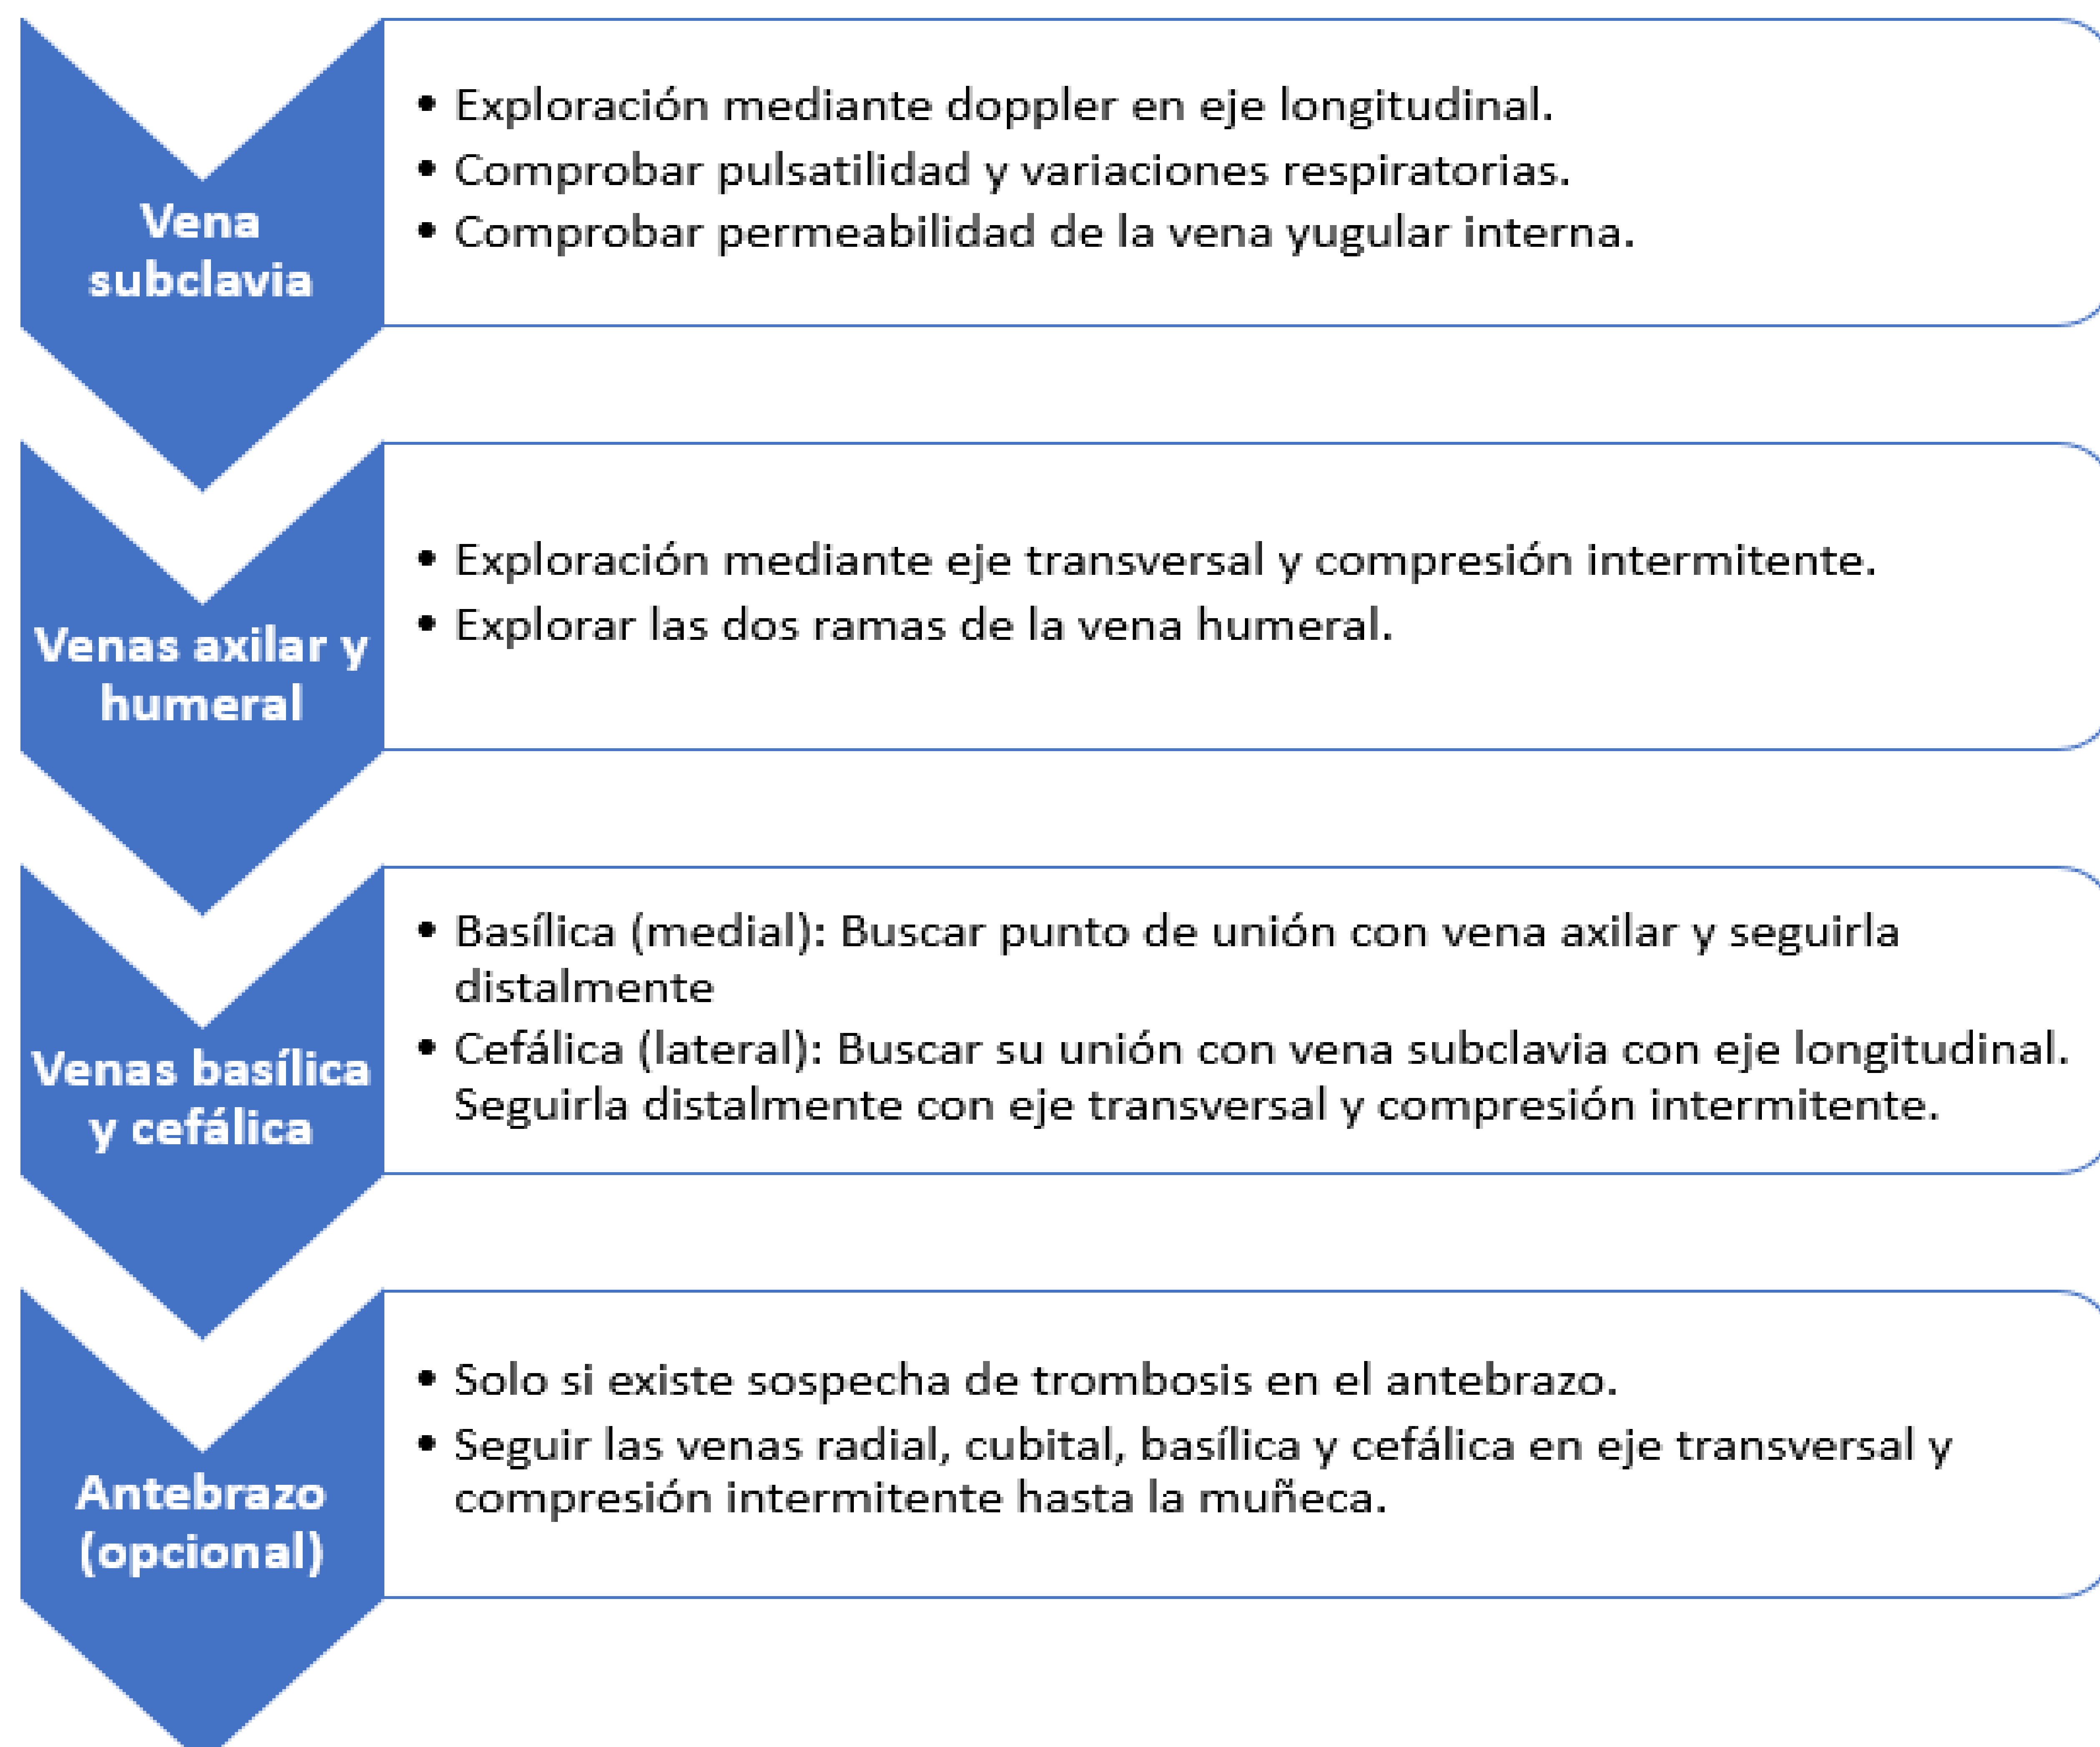 Vena
subclavia
• Exploración mediante doppler en eje longitudinal.
• Comprobar pulsatilidad y variaciones respiratorias.
• Comprobar permeabilidad de la vena yugular interna.
Venas axilar y
humeral
• Exploración mediante eje transversal y compresión intermitente.
• Explorar las dos ramas de la vena humeral.
Venas basílica
y cefálica
• Basílica (medial): Buscar punto de unión con vena axilar y seguirla
distalmente
• Cefálica (lateral): Buscar su unión con vena subclavia con eje longitudinal.
Seguirla distalmente con eje transversal y compresión intermitente.
Antebrazo
(opcional)
• Solo si existe sospecha de trombosis en el antebrazo.
• Seguir las venas radial, cubital, basílica y cefálica en eje transversal y
compresión intermitente hasta la muñeca.